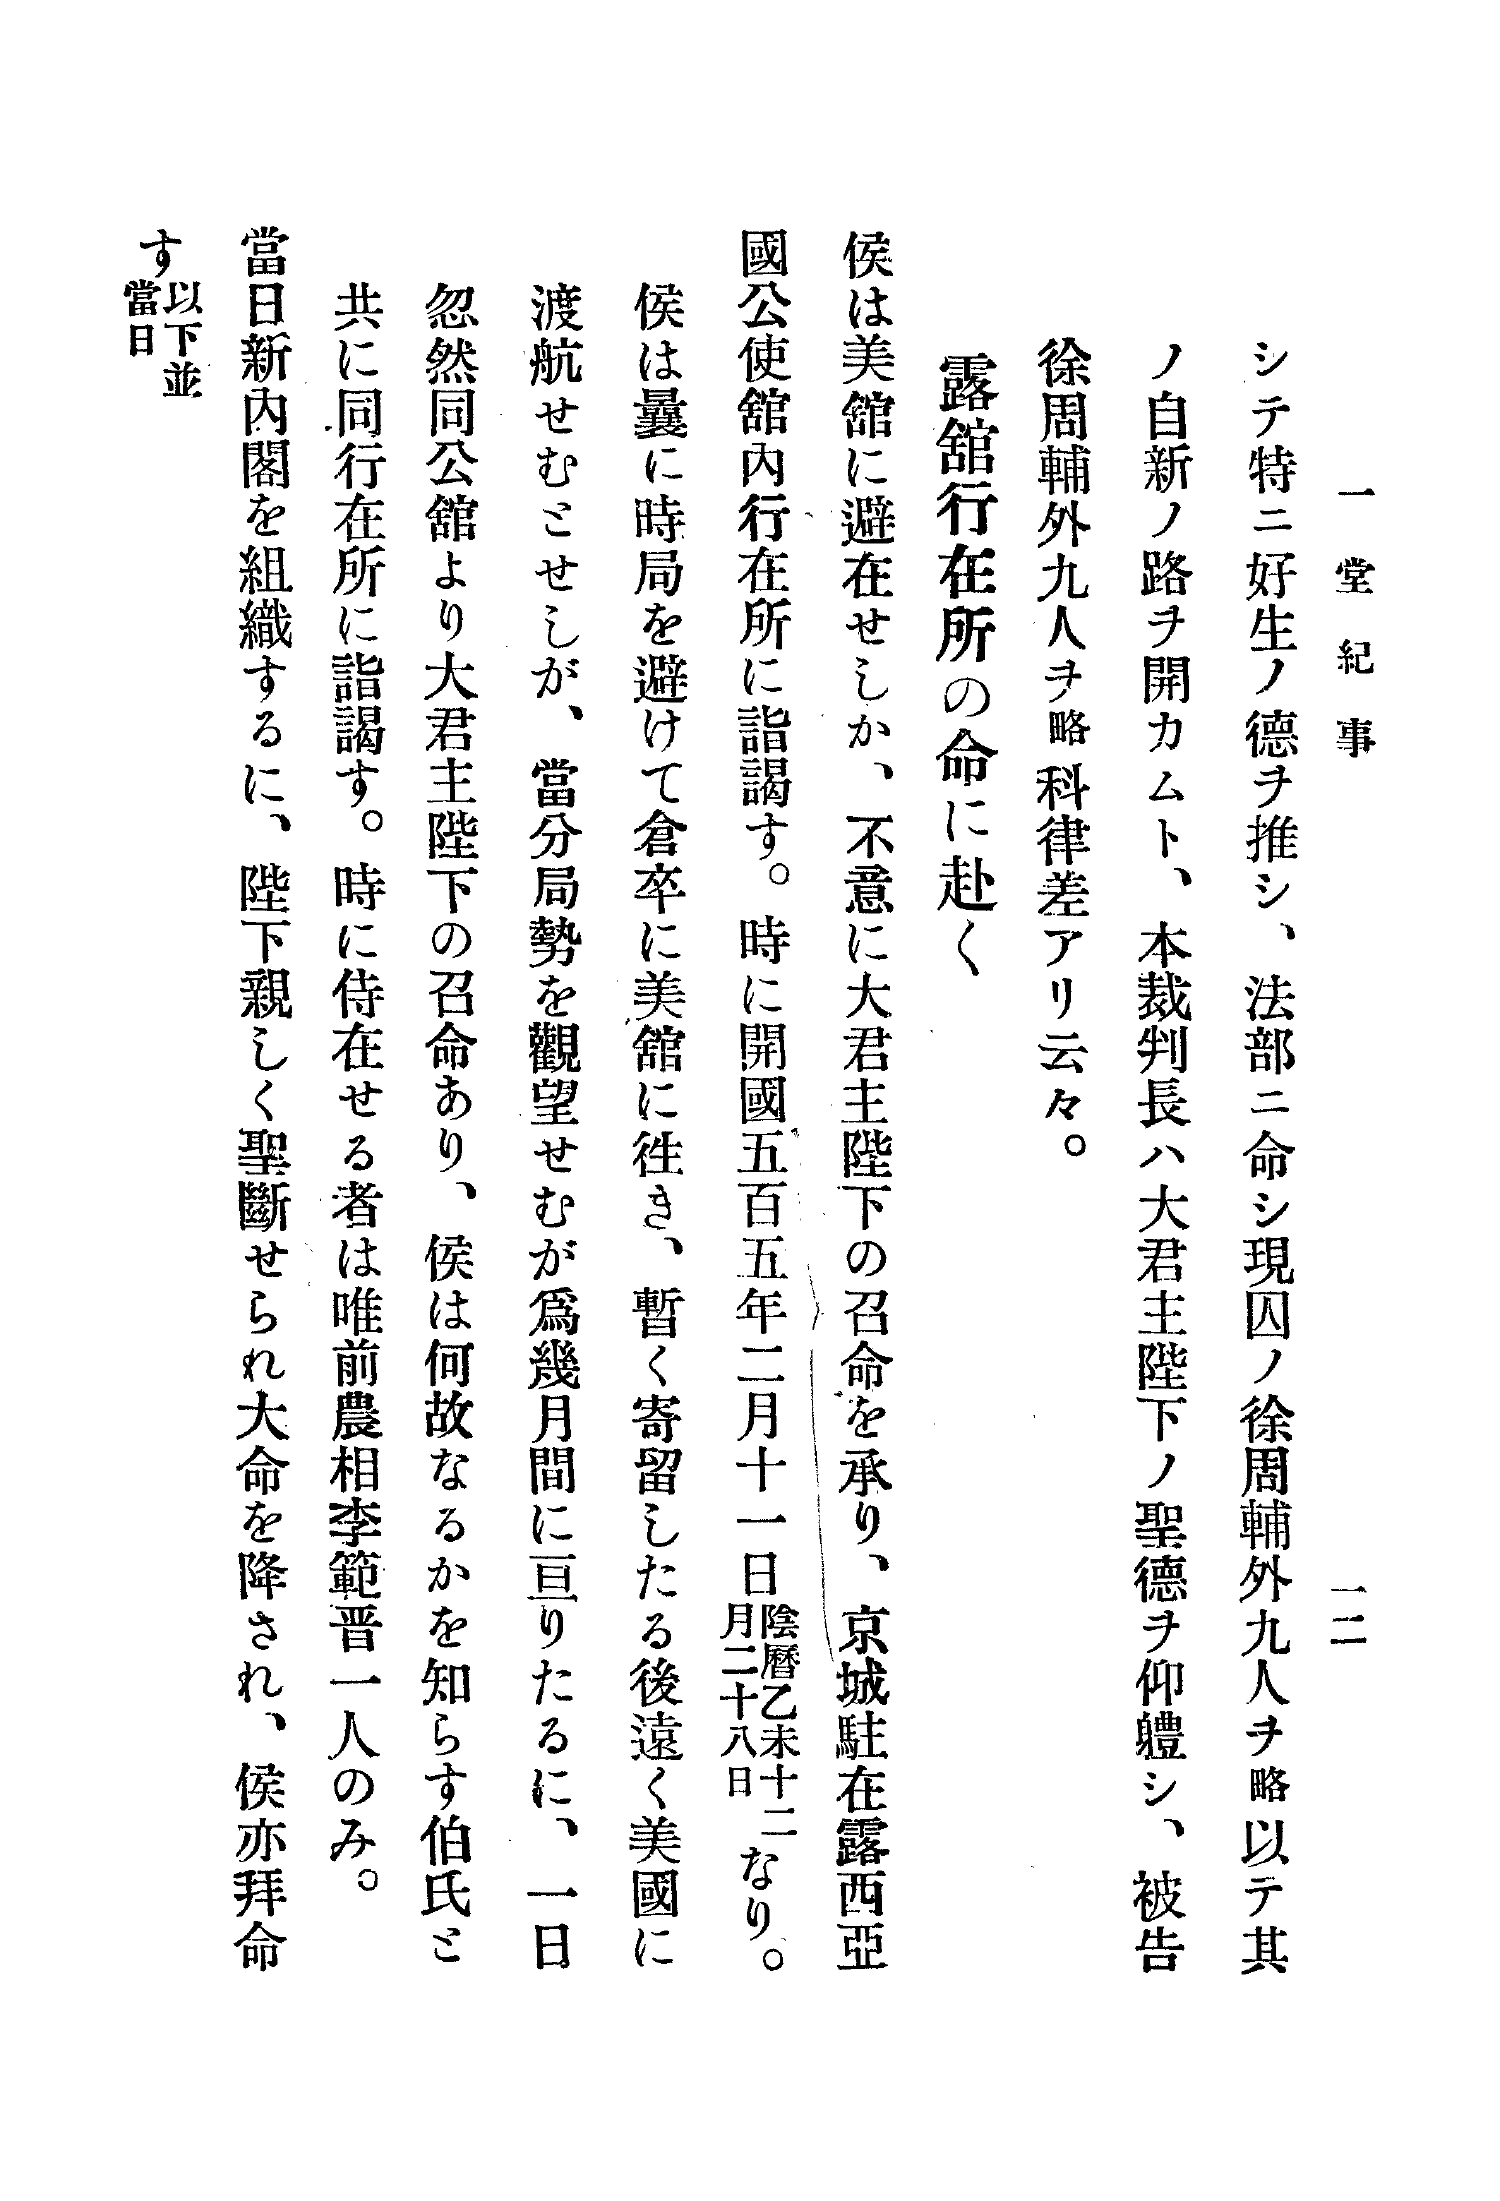 一堂紀事
一二
シテ特ニ好生ノ德ヲ推シ、法部ニ命シ現囚ノ徐周輔外九人ヲ略以テ其
ノ自新ノ路ヲ開カムト、本裁判長ハ大君主陛下ノ聖德ヲ仰軆シ、被告
徐周輔外九人ヲ略科律差アリ云々。
露舘行在所の命に赴く
侯は美舘に避在せしか、不意に大君主陛下の召命を承り、京城駐在露西亞
國公使舘內行在所に詣謁す。時に開國五百五年二月十一日陰曆乙未十二月二十八日なり。
侯は曩に時局を避けて倉卒に美舘に徃き、暫く寄留したる後遠く美國に
渡航せむとせしが、當分局勢を觀望せむが爲幾月間に亘りたるに、一日
忽然同公舘より大君主陛下の召命あり、侯は何故なるかを知らす伯氏と
共に同行在所に詣謁す。時に侍在せる者は唯前農相李範晋一人のみ。
當日新內閣を組織するに、陛下親しく聖斷せられ大命を降され、侯亦拜命
す以下並當日